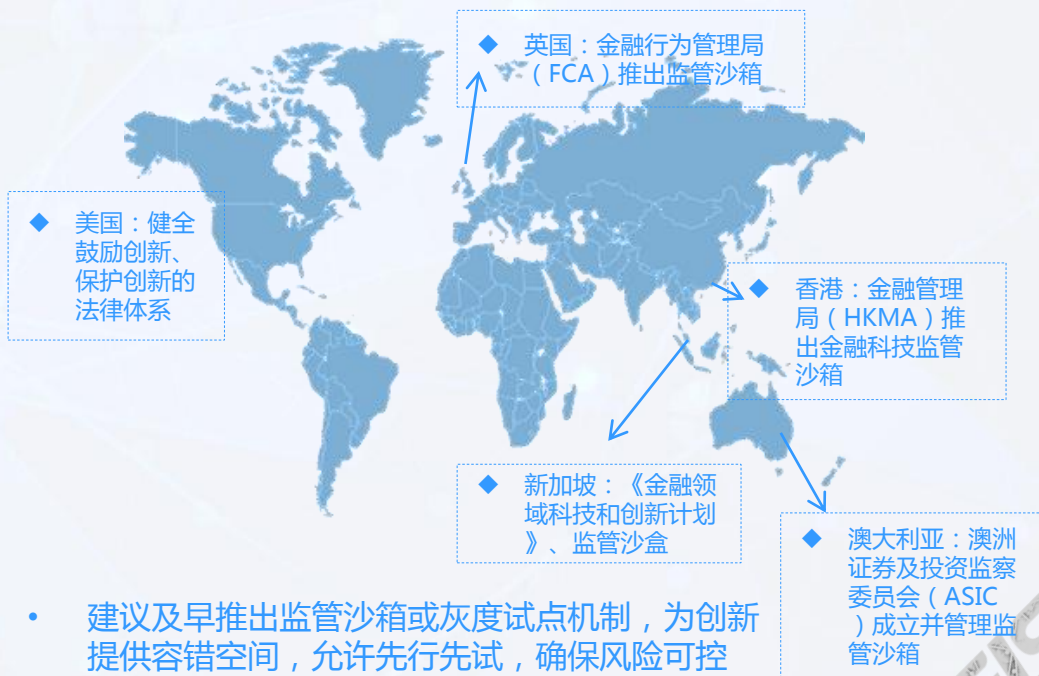 ◆ 英国：金融行为管理局
（FCA）推出监管沙箱
◆ 美国：健全
鼓励创新、
保护创新的
法律体系
◆ 香港：金融管理
局（HKMA）推
出金融科技监管
沙箱
◆ 新加坡：《金融领
域科技和创新计划
》、监管沙盒
◆ 澳大利亚：澳洲
证券及投资监察
委员会（ASIC
）成立并管理监
管沙箱
• 建议及早推出监管沙箱或灰度试点机制，为创新
提供容错空间，允许先行先试，确保风险可控